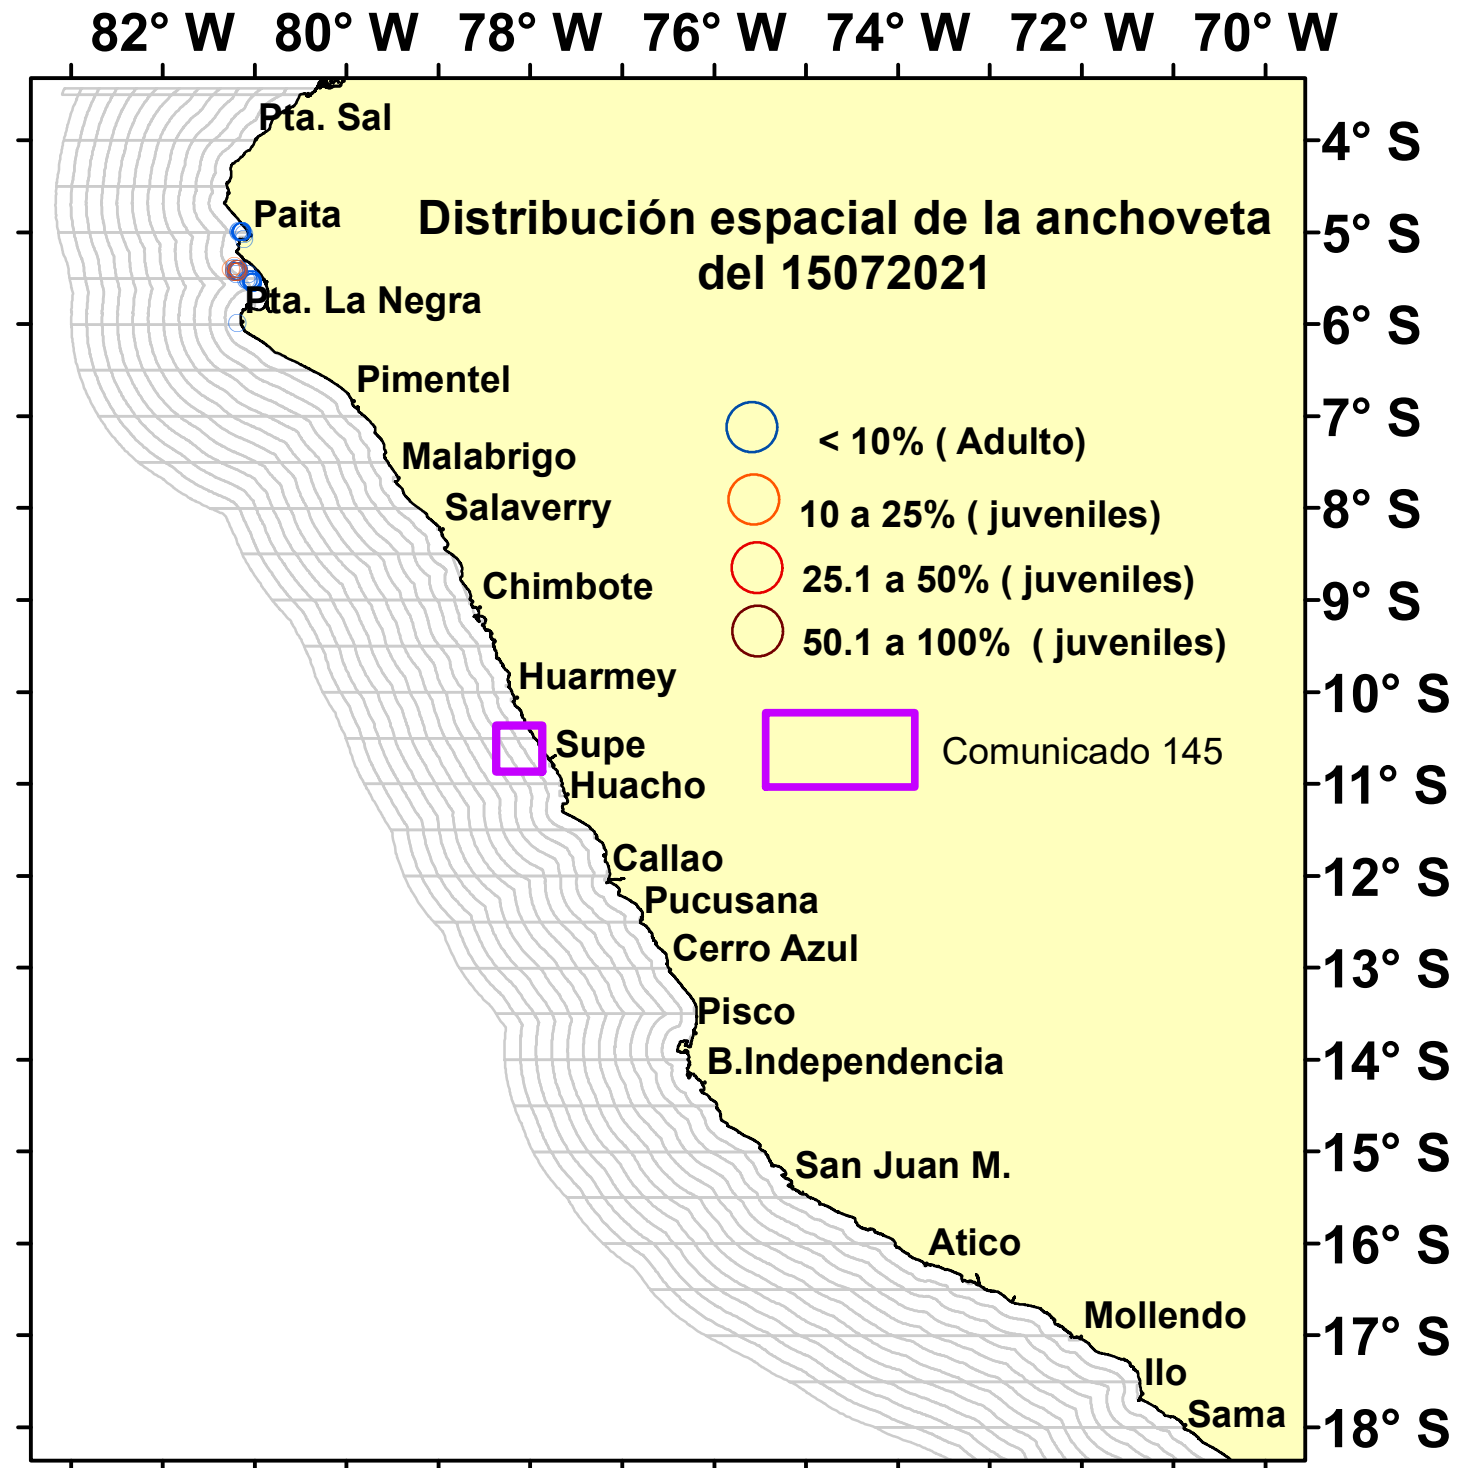 82° W 80° W 78° W 76° W 74° W 72° W 70° W
Pta. Sal
4° S
Paita
Distribución espacial de la anchoveta
del 15072021
5° S
Pta. La Negra
6° S
Pimentel
7° S
< 10% ( Adulto)
Malabrigo
Salaverry
10 a 25% ( juveniles)
8° S
Chimbote
25.1 a 50% ( juveniles)
9° S
50.1 a 100% ( juveniles)
Huarmey
10° S
Supe
Comunicado 145
Huacho
11° S
Callao
12° S
Pucusana
Cerro Azul
13° S
Pisco
B.Independencia
14° S
San Juan M.
15° S
Atico
16° S
Mollendo
17° S
Ilo
Sama
18° S